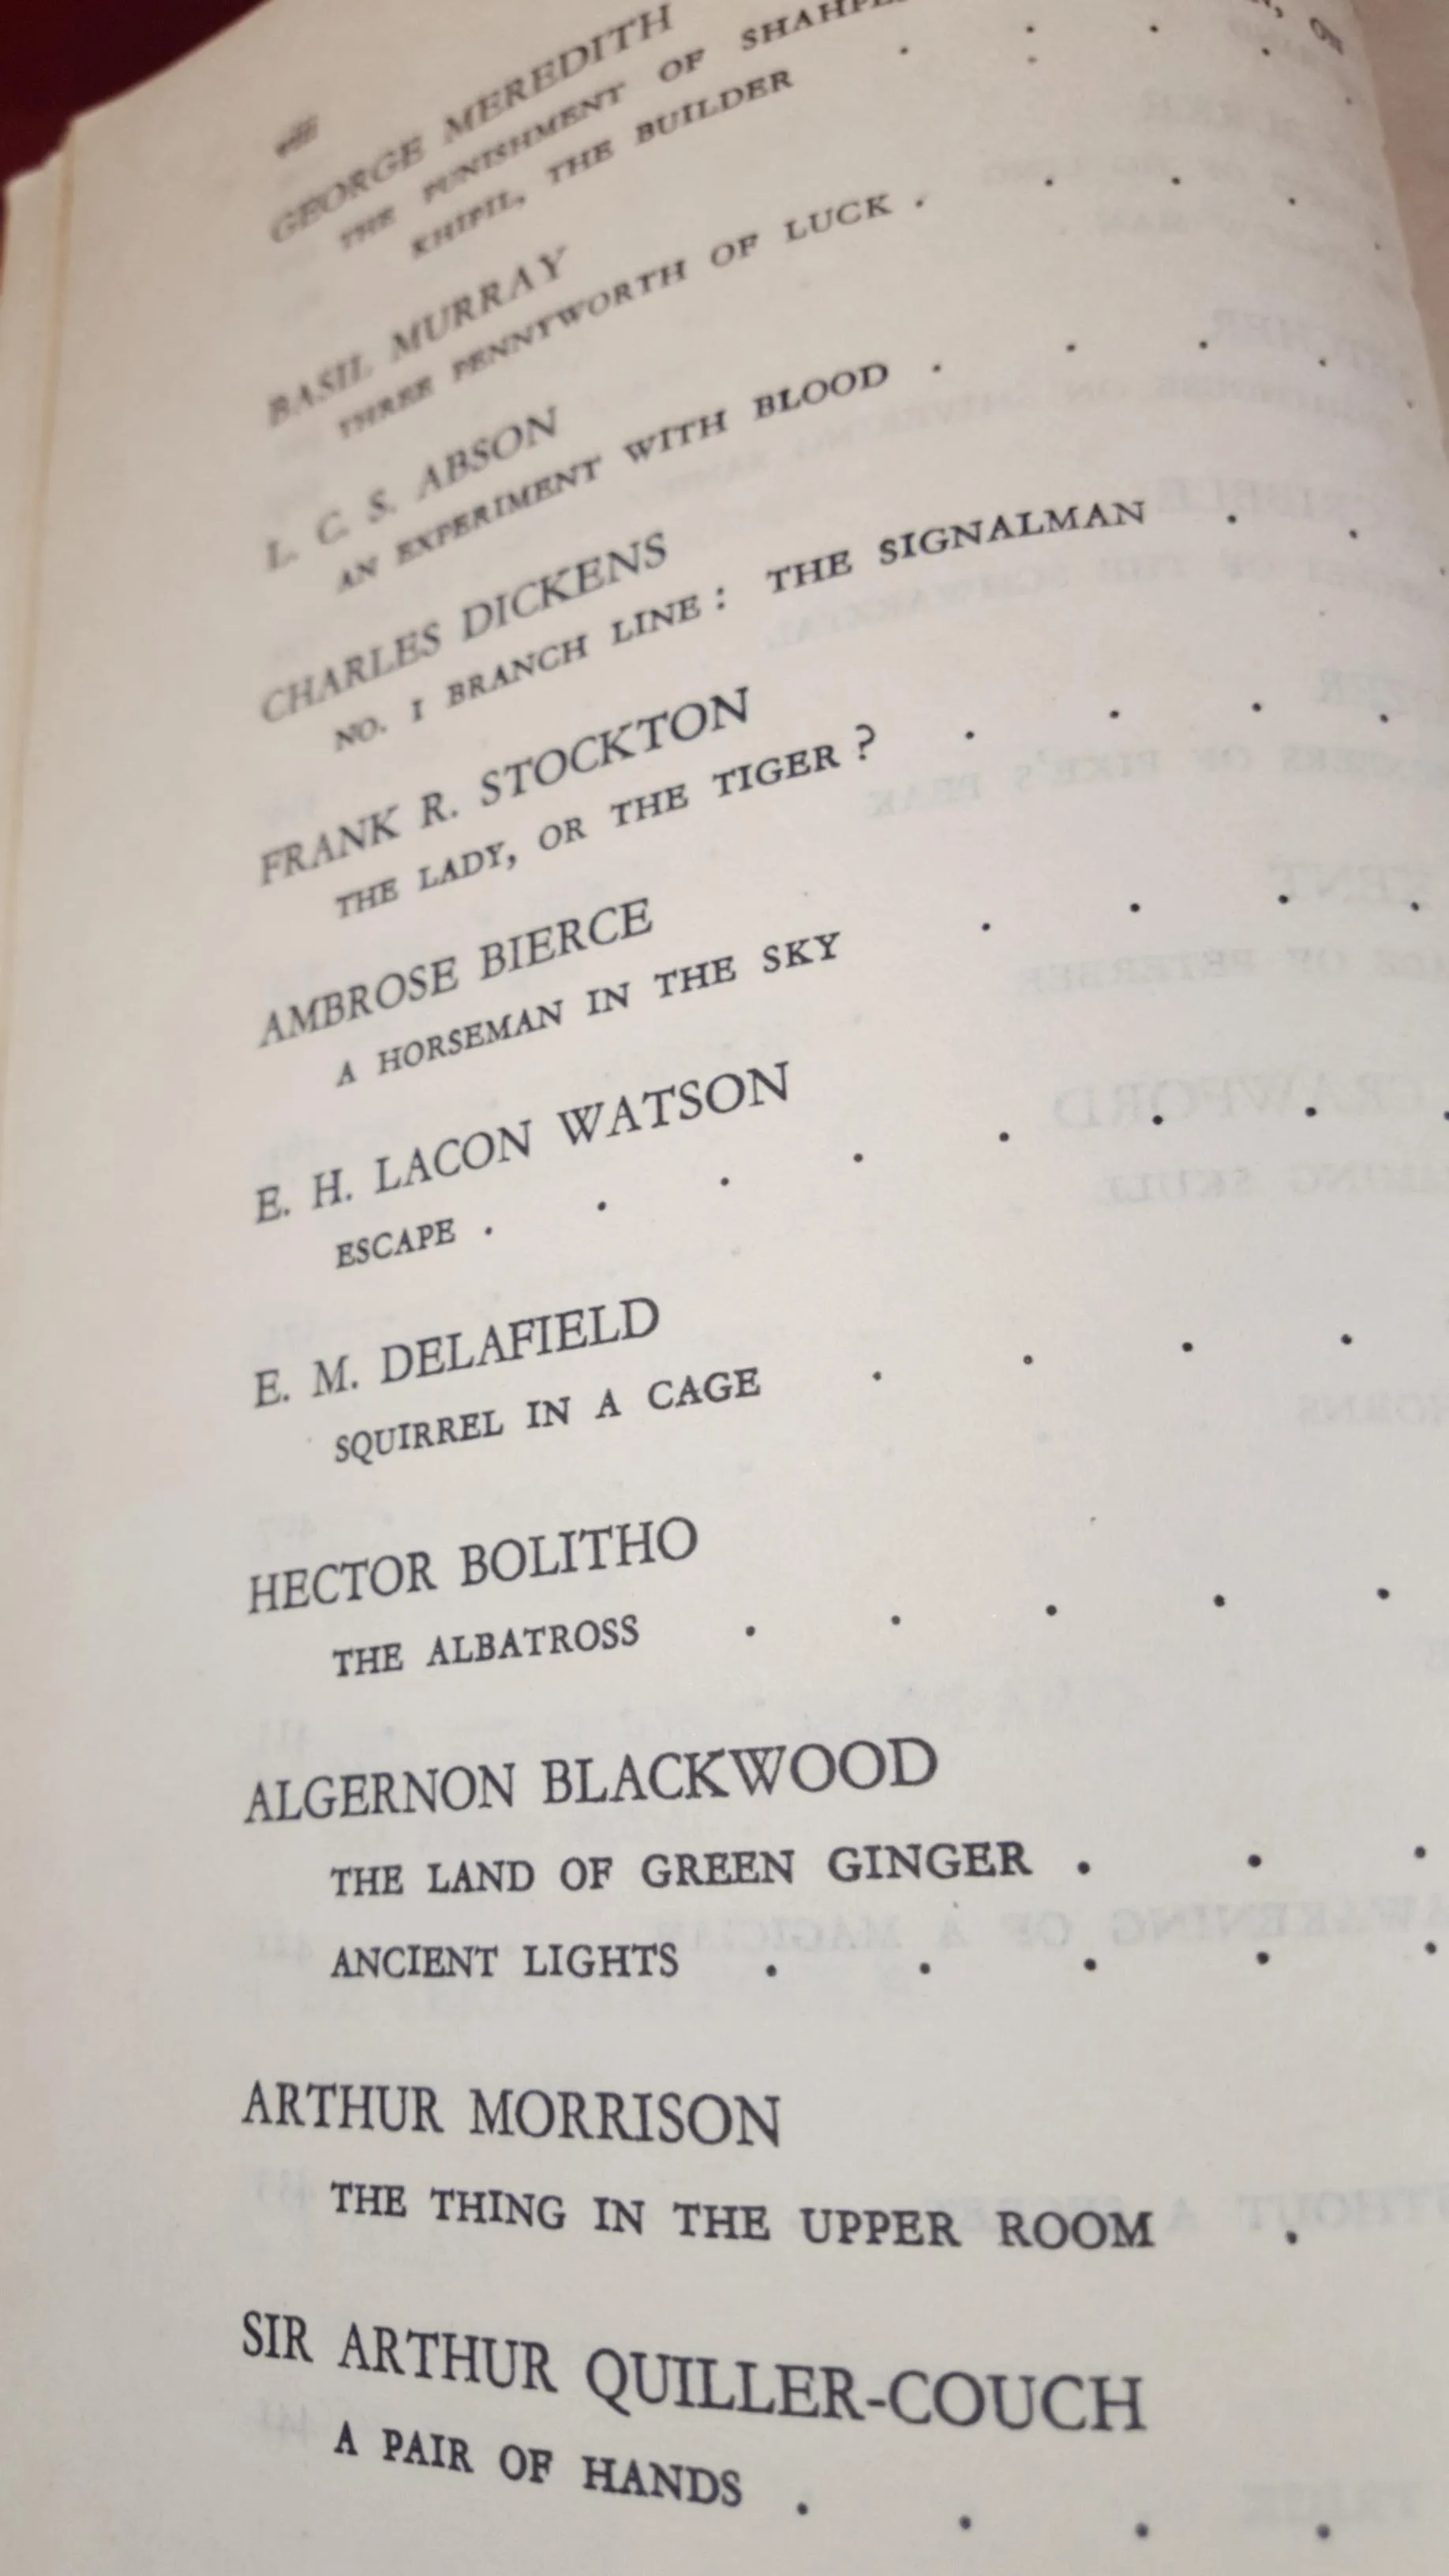 viii
GEORGE MEREDITH
THE PUNISHMENT OF
OR
KHIPIL, THE BUILDER
BASIL MURRAY
THREE PENNYWORTH OF LUCK .
L. C. S. ABSON
AN EXPERIMENT WITH BLOOD .
CHARLES DICKENS
NO. 1 BRANCH LINE: THE SIGNALMAN
FRANK R. STOCKTON
THE LADY, OR THE TIGER?
AMBROSE BIERCE
A HORSEMAN IN THE SKY
E. H. LACON WATSON
ESCAPE .
E. M. DELAFIELD
SQUIRREL IN A CAGE
HECTOR BOLITHO
THE ALBATROSS
ALGERNON BLACKWOOD
THE LAND OF GREEN GINGER .
ANCIENT LIGHTS
ARTHUR MORRISON
THE THING IN THE UPPER ROOM
SIR ARTHUR QUILLER-COUCH
A PAIR OF HANDS .